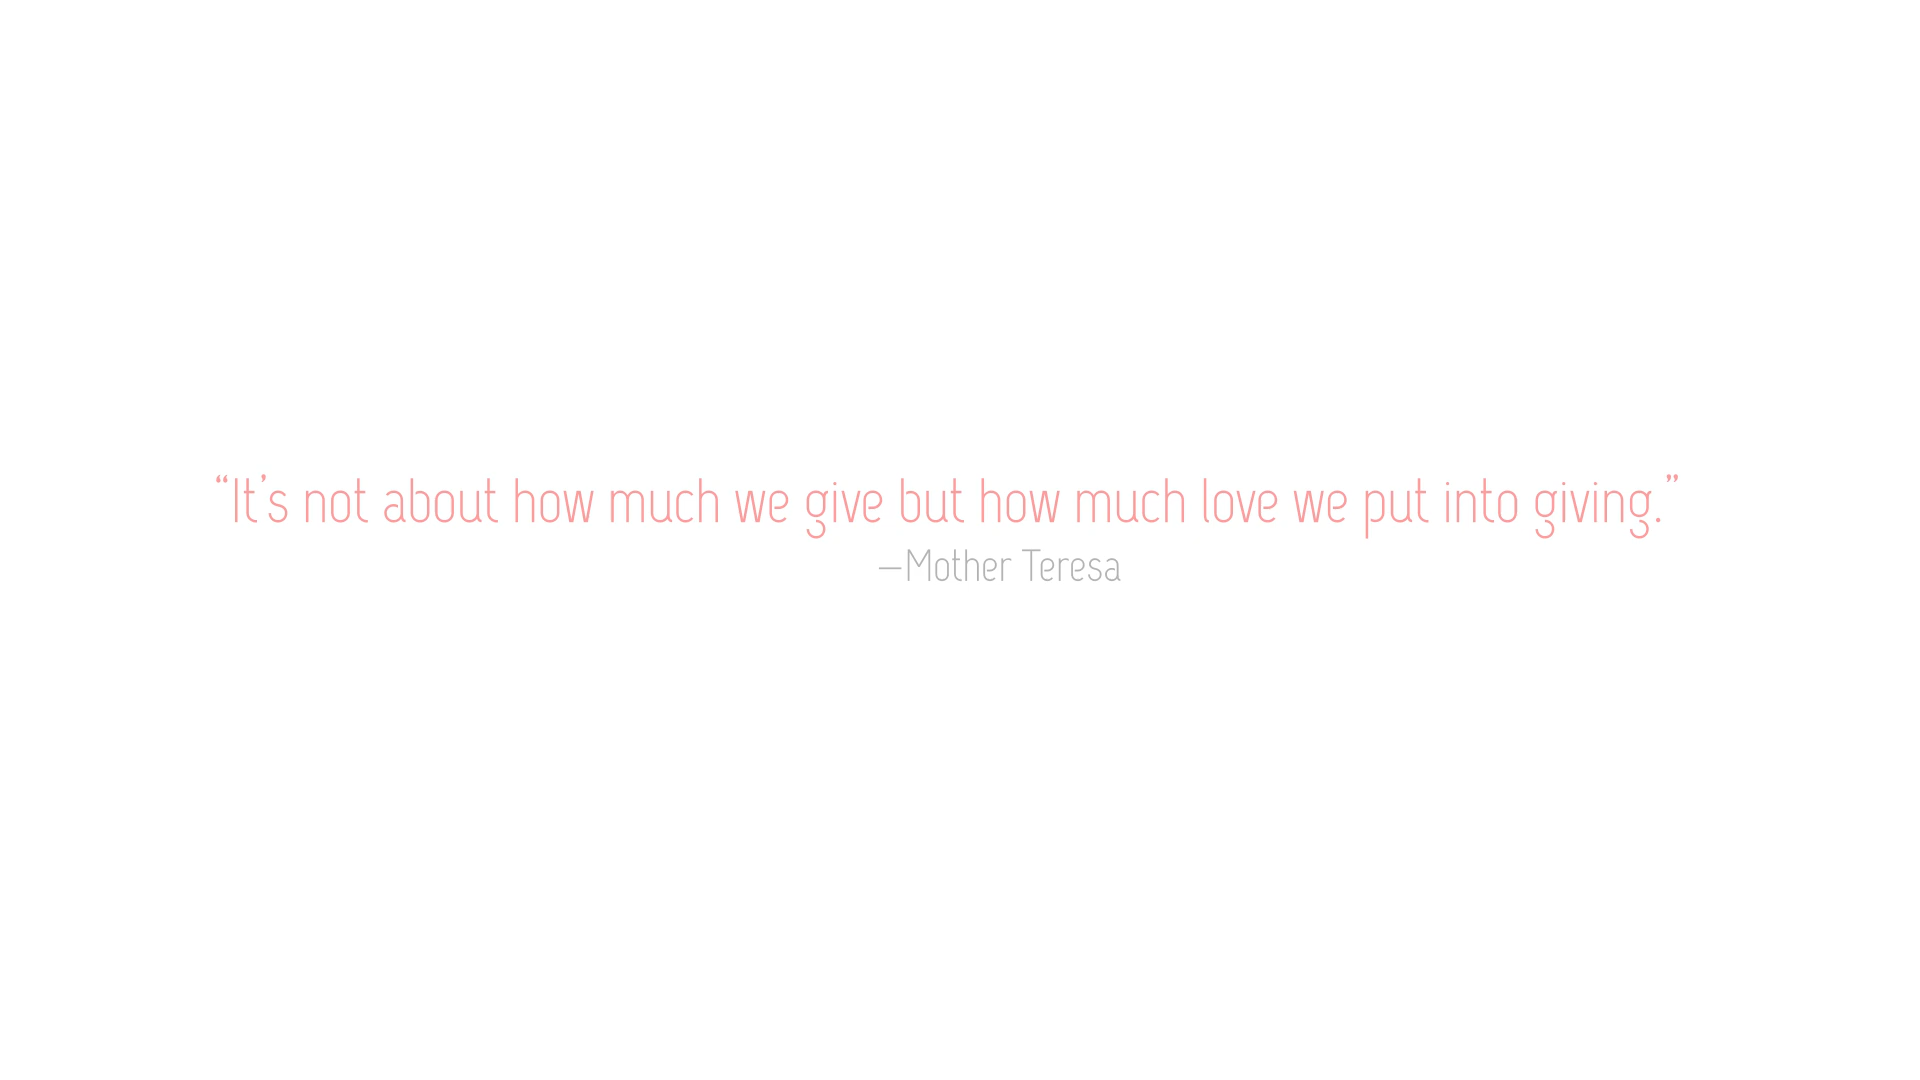 “It’s not about how much we give but how much love we put into giving.”
—Mother Teresa